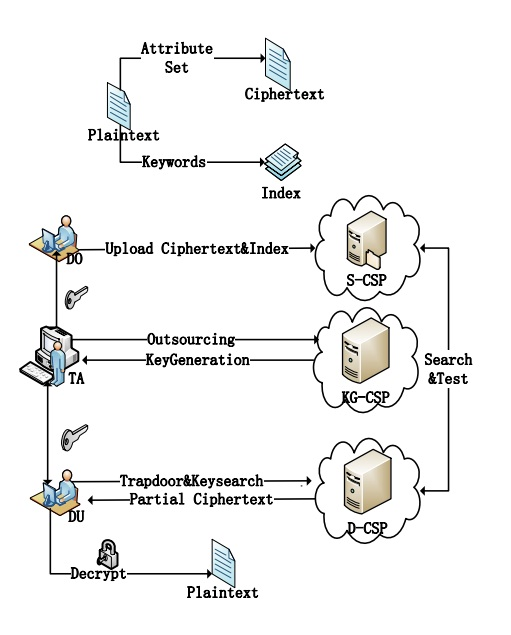 Attribute
Set
Ciphertext
Plaintext
Keywords
Index
DO
Upload Ciphertext&Index
S-CSP
Outsourcing
KeyGeneration
TA
KG-CSP
Search
&Test
Trapdoor&Keysearch
Partial Ciphertext
DU
D-CSP
Decrypt
Plaintext